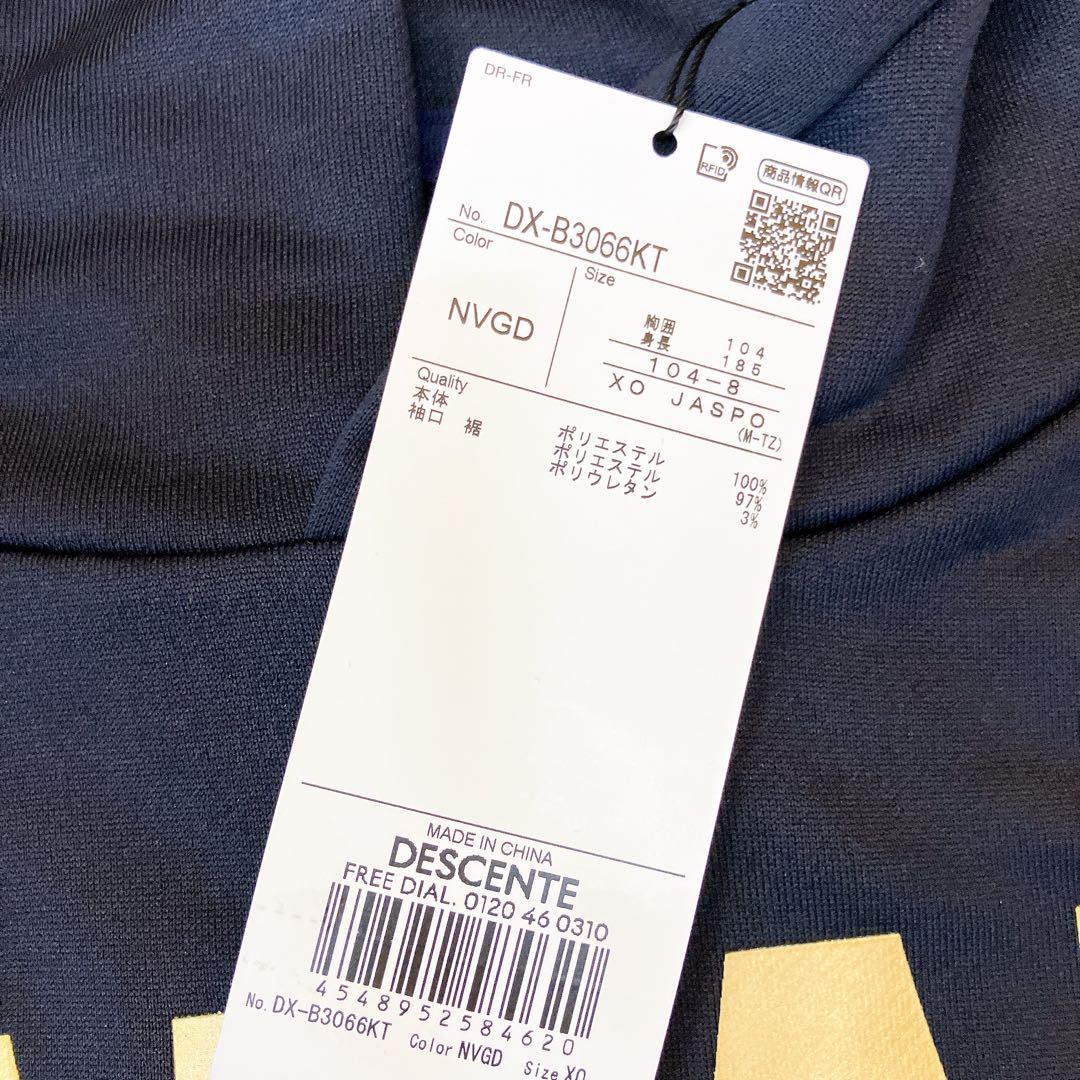 DR-FR
RFID
商品情報QR
No. DX-B3066KT
Color
NVGD
Size
胸囲 104
身長 185
104-8
XO JASPO
(M-TZ)
Quality
本体 ポリエステル 100%
袖口 裾 ポリエステル 97%
ポリウレタン 3%
MADE IN CHINA
DESCENTE
FREE DIAL. 0120 46 0310
4548952584620
No. DX-B3066KT Color NVGD Size XO